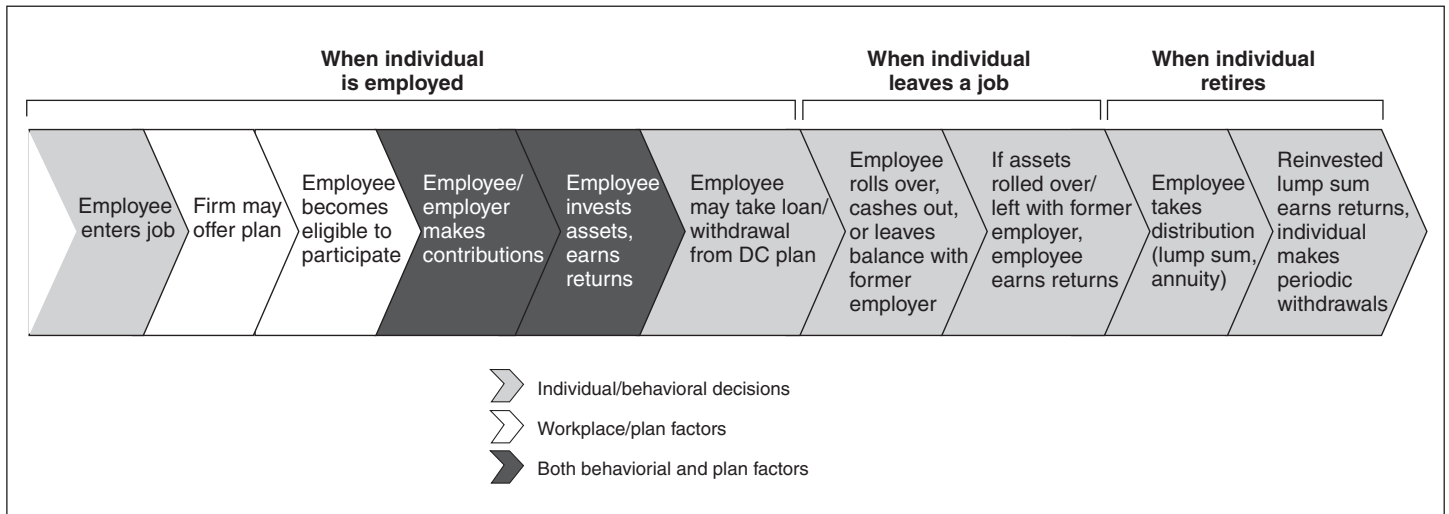 When individual
is employed
When individual
leaves a job
When individual
retires
Employee
enters job
Firm may
offer plan
Employee
becomes
eligible to
participate
Employee/
employer
makes
contributions
Employee
invests
assets,
earns
returns
Employee
may take loan/
withdrawal
from DC plan
Employee
rolls over,
cashes out,
or leaves
balance with
former
employer
If assets
rolled over/
left with former
employer,
employee
earns returns
Employee
takes
distribution
(lump sum,
annuity)
Reinvested
lump sum
earns returns,
individual
makes
periodic
withdrawals
Individual/behavioral decisions
Workplace/plan factors
Both behaviorial and plan factors